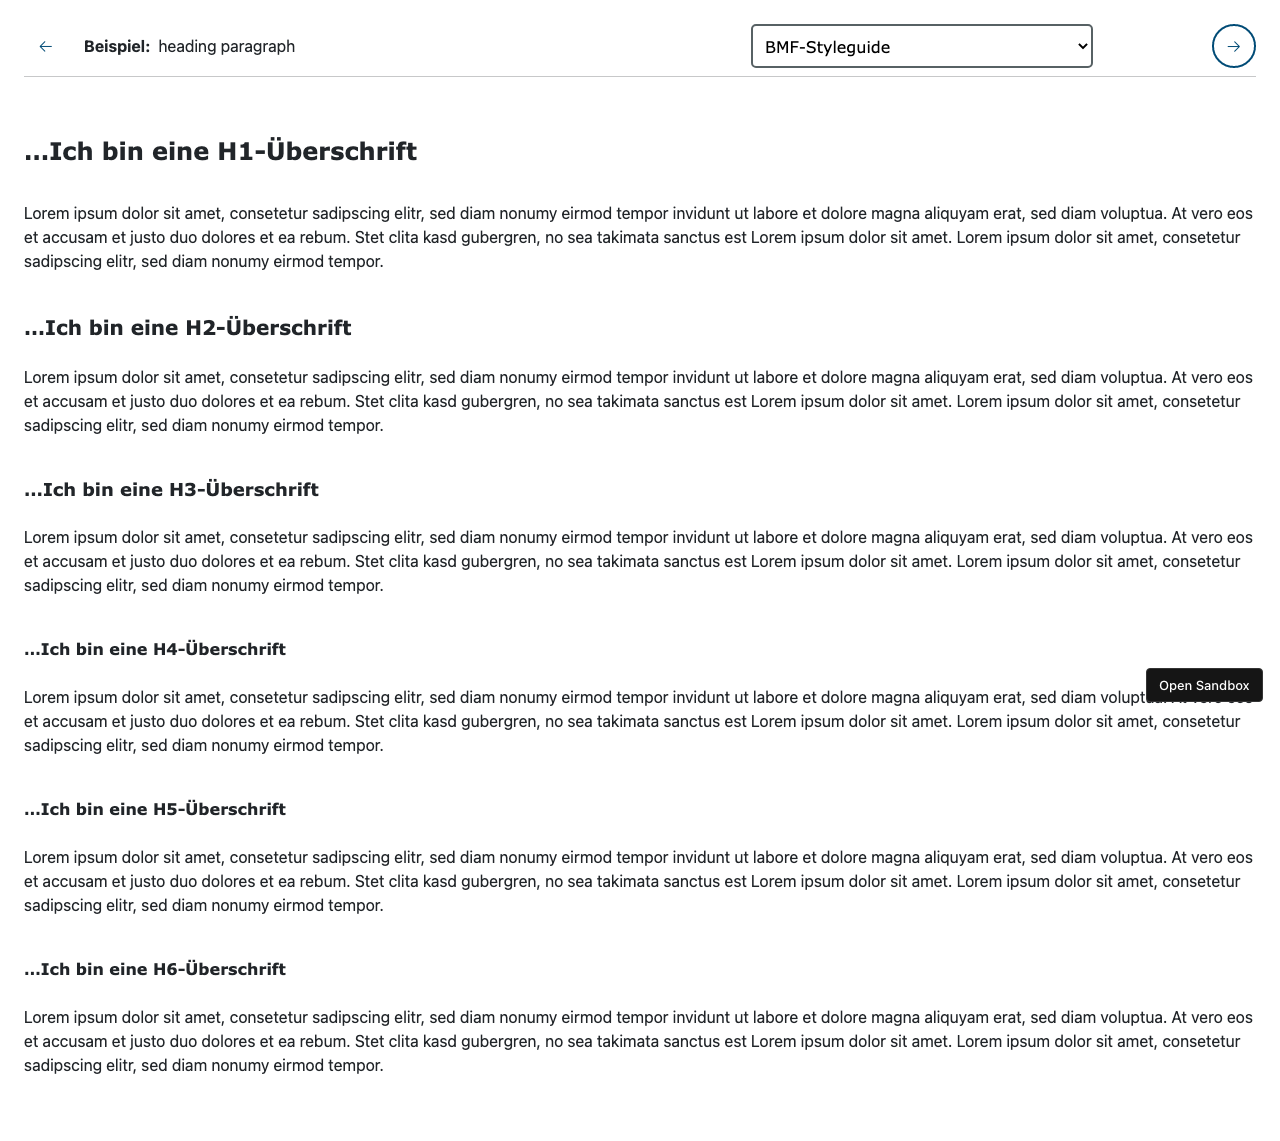 ← Beispiel: heading paragraph BMF-Styleguide →
...Ich bin eine H1-Überschrift
Lorem ipsum dolor sit amet, consetetur sadipscing elitr, sed diam nonumy eirmod tempor invidunt ut labore et dolore magna aliquyam erat, sed diam voluptua. At vero eos
et accusam et justo duo dolores et ea rebum. Stet clita kasd gubergren, no sea takimata sanctus est Lorem ipsum dolor sit amet. Lorem ipsum dolor sit amet, consetetur
sadipscing elitr, sed diam nonumy eirmod tempor.
...Ich bin eine H2-Überschrift
Lorem ipsum dolor sit amet, consetetur sadipscing elitr, sed diam nonumy eirmod tempor invidunt ut labore et dolore magna aliquyam erat, sed diam voluptua. At vero eos
et accusam et justo duo dolores et ea rebum. Stet clita kasd gubergren, no sea takimata sanctus est Lorem ipsum dolor sit amet. Lorem ipsum dolor sit amet, consetetur
sadipscing elitr, sed diam nonumy eirmod tempor.
...Ich bin eine H3-Überschrift
Lorem ipsum dolor sit amet, consetetur sadipscing elitr, sed diam nonumy eirmod tempor invidunt ut labore et dolore magna aliquyam erat, sed diam voluptua. At vero eos
et accusam et justo duo dolores et ea rebum. Stet clita kasd gubergren, no sea takimata sanctus est Lorem ipsum dolor sit amet. Lorem ipsum dolor sit amet, consetetur
sadipscing elitr, sed diam nonumy eirmod tempor.
...Ich bin eine H4-Überschrift
Open Sandbox
Lorem ipsum dolor sit amet, consetetur sadipscing elitr, sed diam nonumy eirmod tempor invidunt ut labore et dolore magna aliquyam erat, sed diam
et accusam et justo duo dolores et ea rebum. Stet clita kasd gubergren, no sea takimata sanctus est Lorem ipsum dolor sit amet. Lorem ipsum dolor sit amet, consetetur
sadipscing elitr, sed diam nonumy eirmod tempor.
...Ich bin eine H5-Überschrift
Lorem ipsum dolor sit amet, consetetur sadipscing elitr, sed diam nonumy eirmod tempor invidunt ut labore et dolore magna aliquyam erat, sed diam voluptua. At vero eos
et accusam et justo duo dolores et ea rebum. Stet clita kasd gubergren, no sea takimata sanctus est Lorem ipsum dolor sit amet. Lorem ipsum dolor sit amet, consetetur
sadipscing elitr, sed diam nonumy eirmod tempor.
...Ich bin eine H6-Überschrift
Lorem ipsum dolor sit amet, consetetur sadipscing elitr, sed diam nonumy eirmod tempor invidunt ut labore et dolore magna aliquyam erat, sed diam voluptua. At vero eos
et accusam et justo duo dolores et ea rebum. Stet clita kasd gubergren, no sea takimata sanctus est Lorem ipsum dolor sit amet. Lorem ipsum dolor sit amet, consetetur
sadipscing elitr, sed diam nonumy eirmod tempor.